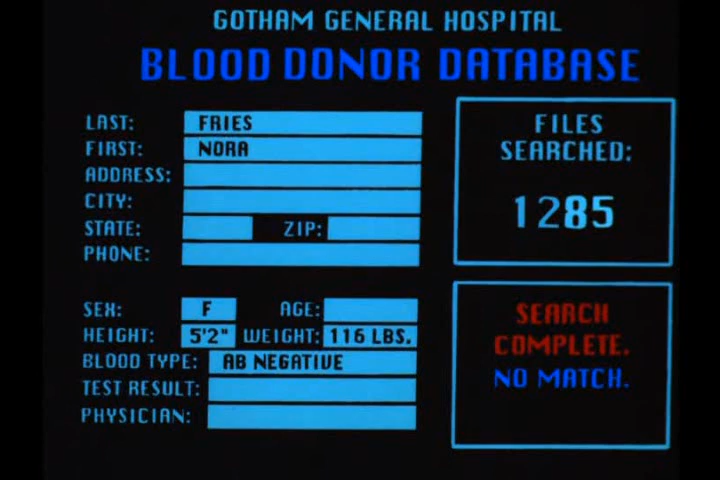 GOTHAM GENERAL HOSPITAL
BLOOD DONOR DATABASE
LAST: FRIES
FIRST: NORA
ADDRESS:
CITY:
STATE: ZIP:
PHONE:
SEX: F AGE:
HEIGHT: 5'2" WEIGHT: 116 LBS.
BLOOD TYPE: AB NEGATIVE
TEST RESULT:
PHYSICIAN:
FILES
SEARCHED:
1285
SEARCH
COMPLETE.
NO MATCH.